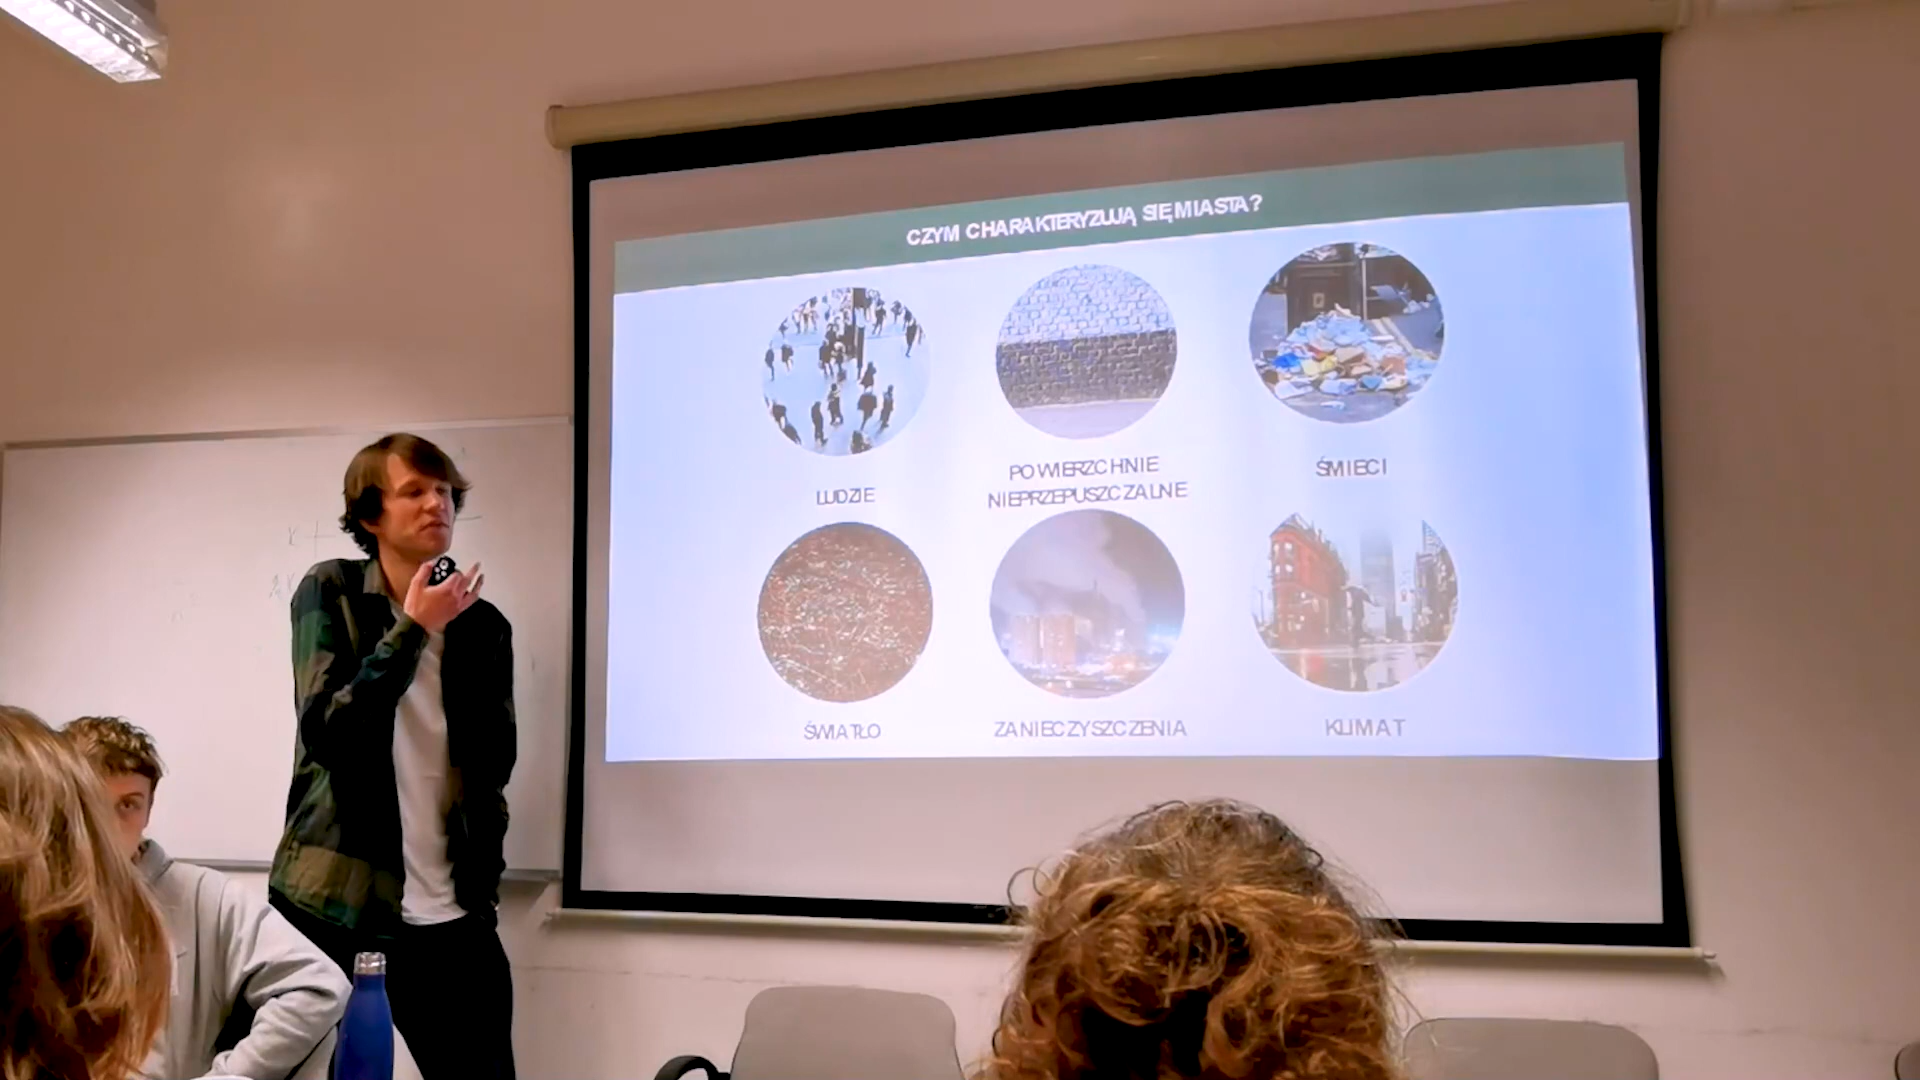 CZYM CHARAKTERYZUJĄ SIĘ MIASTA?
LUDZIE
POWIERZCHNIE
NIEPRZEPUSZCZALNE
ŚMIECI
ŚWIATŁO
ZANIECZYSZCZENIA
KLIMAT